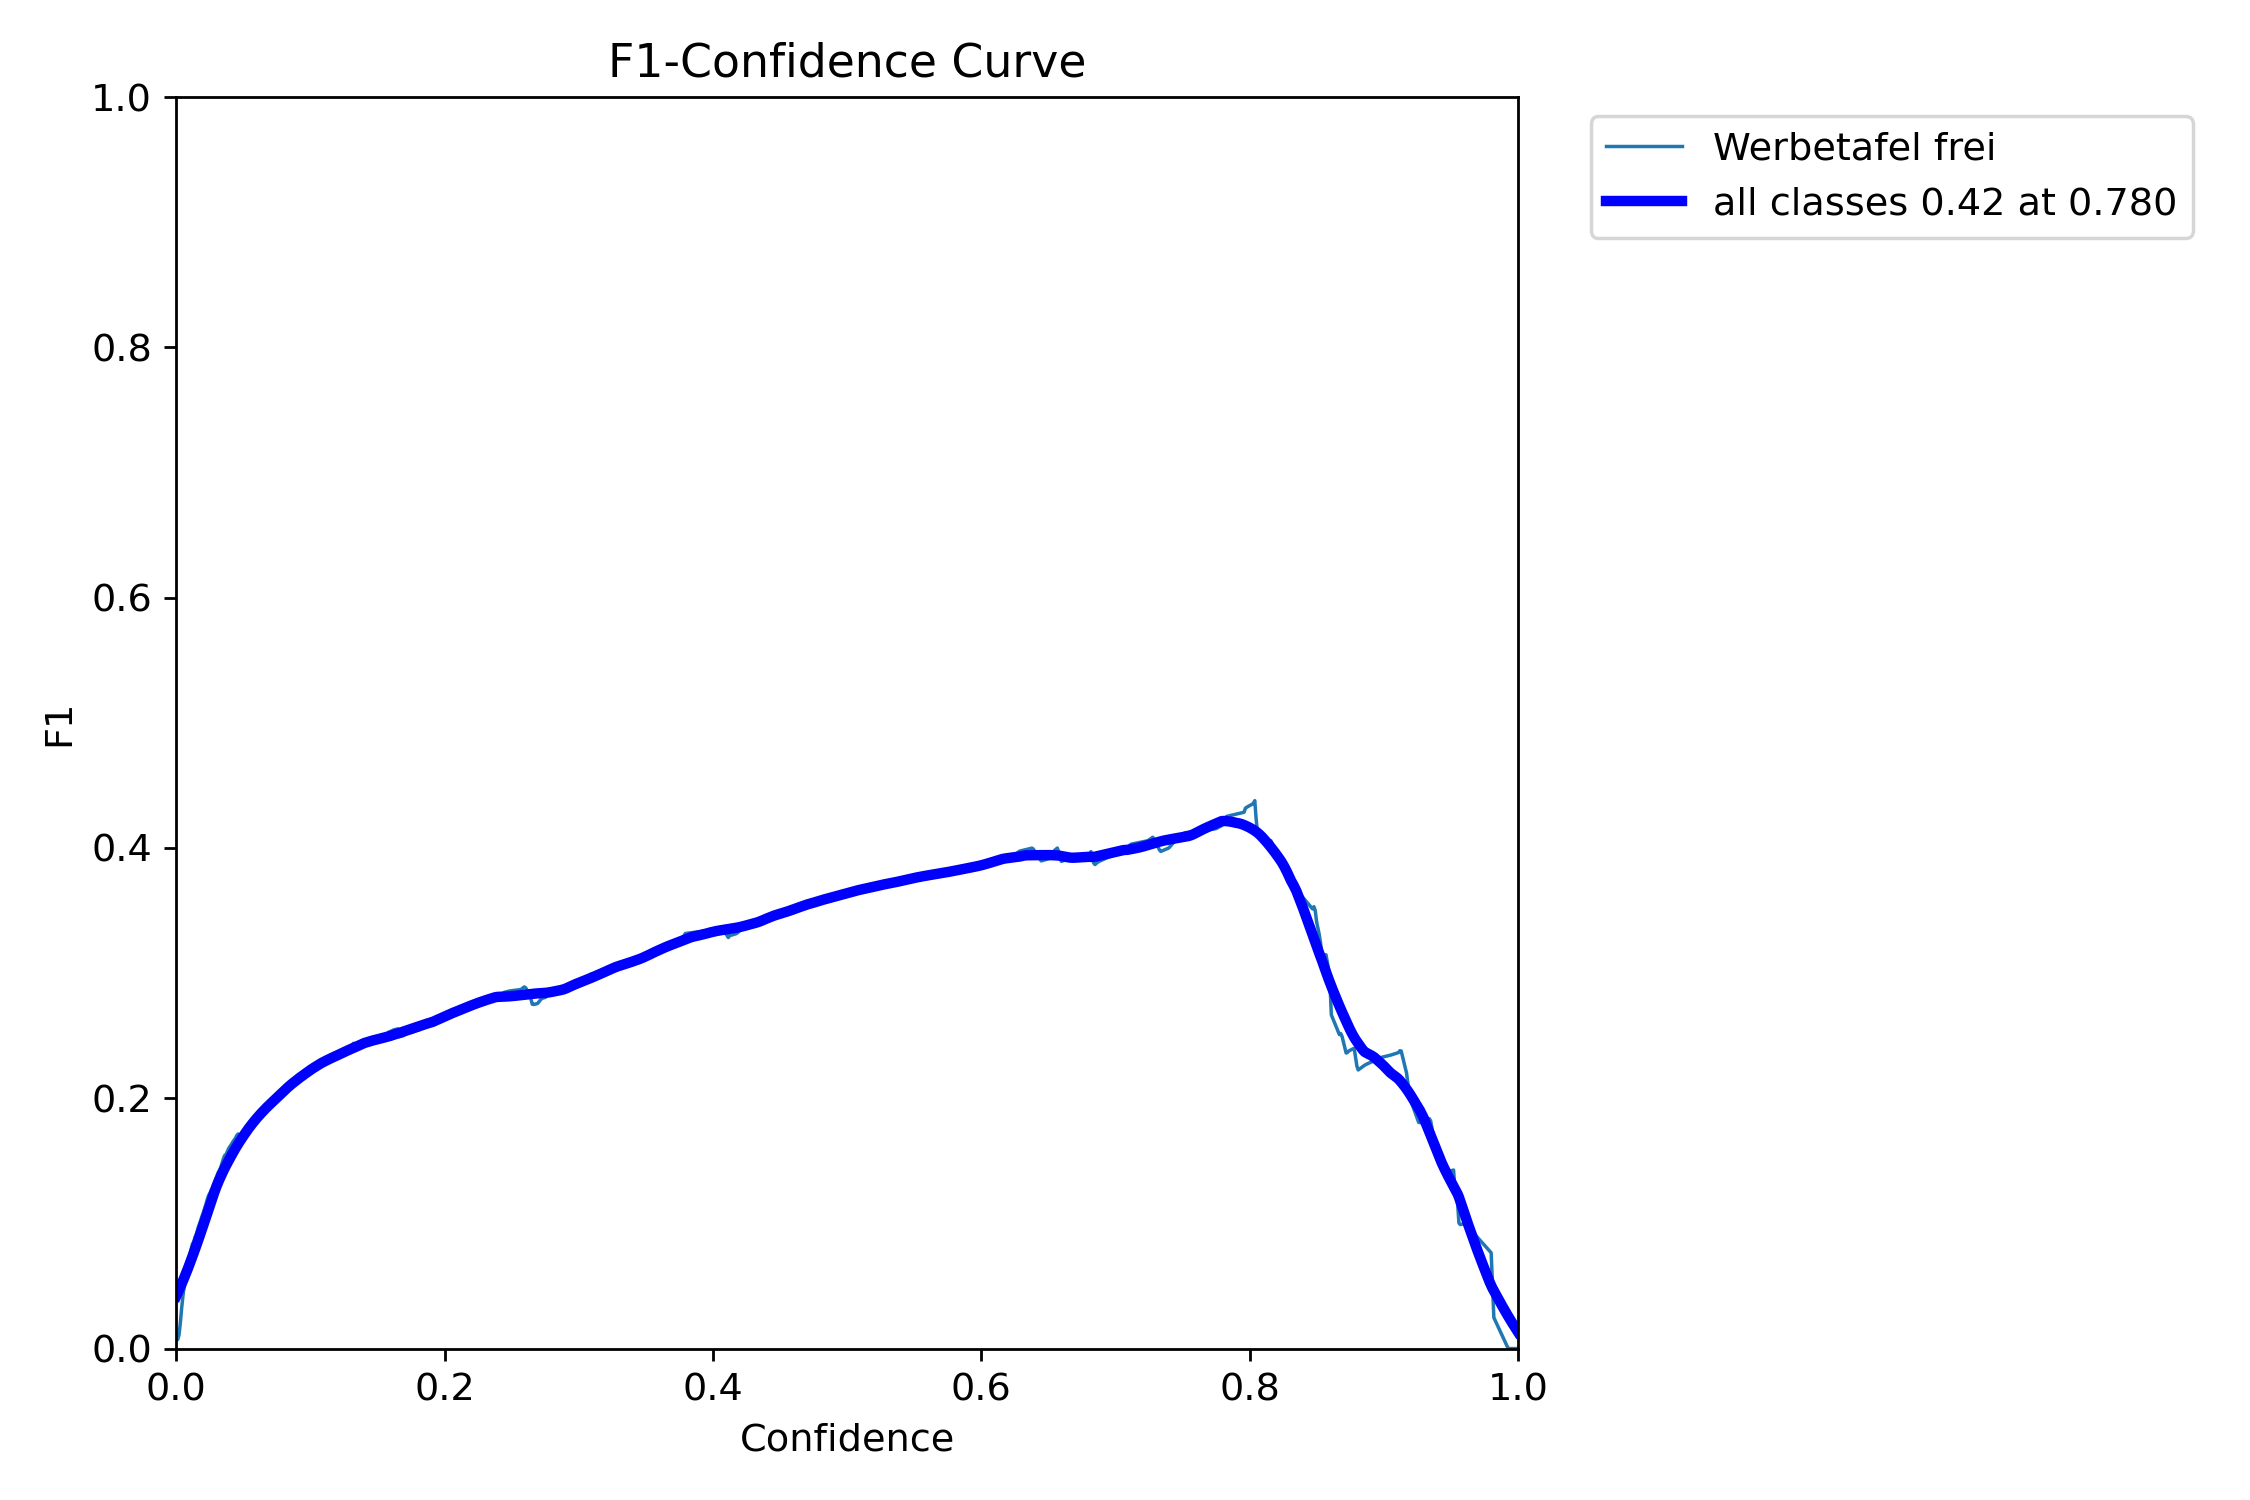 F1-Confidence Curve
1.0
0.8
0.6
0.4
0.2
0.0
F1
0.0 0.2 0.4 0.6 0.8 1.0
Confidence
Werbetafel frei
all classes 0.42 at 0.780